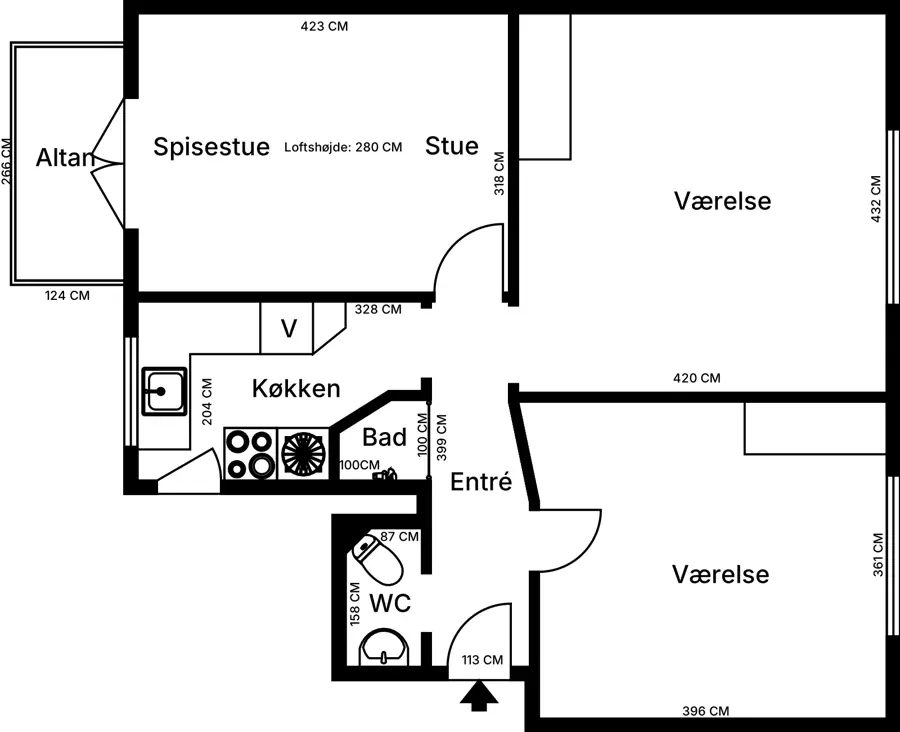 423 CM
266 CM
Altan
Spisestue
Loftshøjde: 280 CM
Stue
318 CM
Værelse
432 CM
124 CM
328 CM
V
420 CM
Køkken
204 CM
Bad
100 CM
399 CM
100CM
Entré
87 CM
158 CM
WC
Værelse
361 CM
113 CM
396 CM